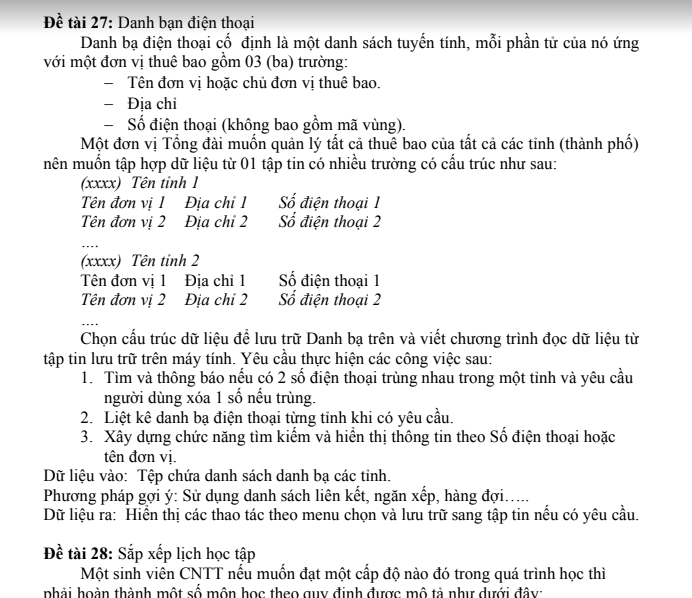 Đề tài 27: Danh bạn điện thoại
Danh bạ điện thoại cố định là một danh sách tuyến tính, mỗi phần tử của nó ứng
với một đơn vị thuê bao gồm 03 (ba) trường:
− Tên đơn vị hoặc chủ đơn vị thuê bao.
− Địa chỉ
− Số điện thoại (không bao gồm mã vùng).
Một đơn vị Tổng đài muốn quản lý tất cả thuê bao của tất cả các tỉnh (thành phố)
nên muốn tập hợp dữ liệu từ 01 tập tin có nhiều trường có cấu trúc như sau:
(xxxx) Tên tỉnh 1
Tên đơn vị 1 Địa chỉ 1 Số điện thoại 1
Tên đơn vị 2 Địa chỉ 2 Số điện thoại 2
....
(xxxx) Tên tỉnh 2
Tên đơn vị 1 Địa chỉ 1 Số điện thoại 1
Tên đơn vị 2 Địa chỉ 2 Số điện thoại 2
....
Chọn cấu trúc dữ liệu để lưu trữ Danh bạ trên và viết chương trình đọc dữ liệu từ
tập tin lưu trữ trên máy tính. Yêu cầu thực hiện các công việc sau:
1. Tìm và thông báo nếu có 2 số điện thoại trùng nhau trong một tỉnh và yêu cầu
người dùng xóa 1 số nếu trùng.
2. Liệt kê danh bạ điện thoại từng tỉnh khi có yêu cầu.
3. Xây dựng chức năng tìm kiếm và hiển thị thông tin theo Số điện thoại hoặc
tên đơn vị.
Dữ liệu vào: Tệp chứa danh sách danh bạ các tỉnh.
Phương pháp gợi ý: Sử dụng danh sách liên kết, ngăn xếp, hàng đợi.....
Dữ liệu ra: Hiển thị các thao tác theo menu chọn và lưu trữ sang tập tin nếu có yêu cầu.
Đề tài 28: Sắp xếp lịch học tập
Một sinh viên CNTT nếu muốn đạt một cấp độ nào đó trong quá trình học thì
phải hoàn thành một số môn học theo quy định được mô tả như dưới đây: